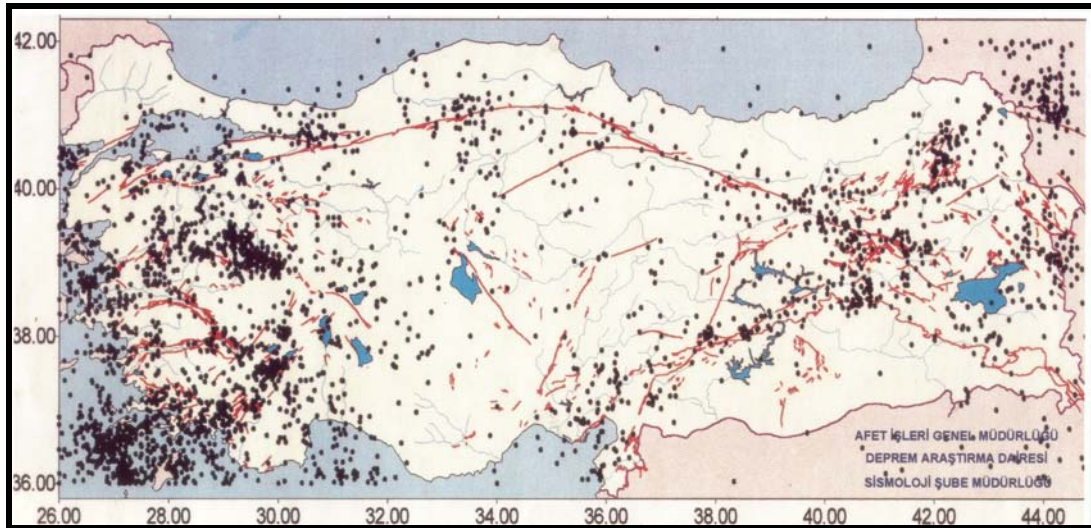 42.00
40.00
38.00
36.00
AFET İŞLERİ GENEL MÜDÜRLÜĞÜ
DEPREM ARAŞTIRMA DAİRESİ
SİSMOLOJİ ŞUBE MÜDÜRLÜĞÜ
26.00 28.00 30.00 32.00 34.00 36.00 38.00 40.00 42.00 44.00